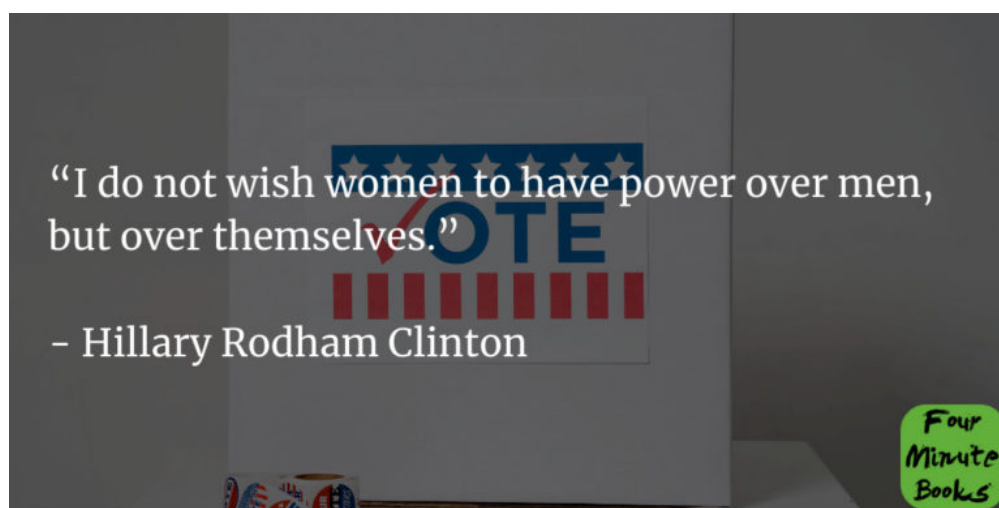 “I do not wish women to have power over men,
but over themselves.”
- Hillary Rodham Clinton
VOTE
Four
Minute
Books